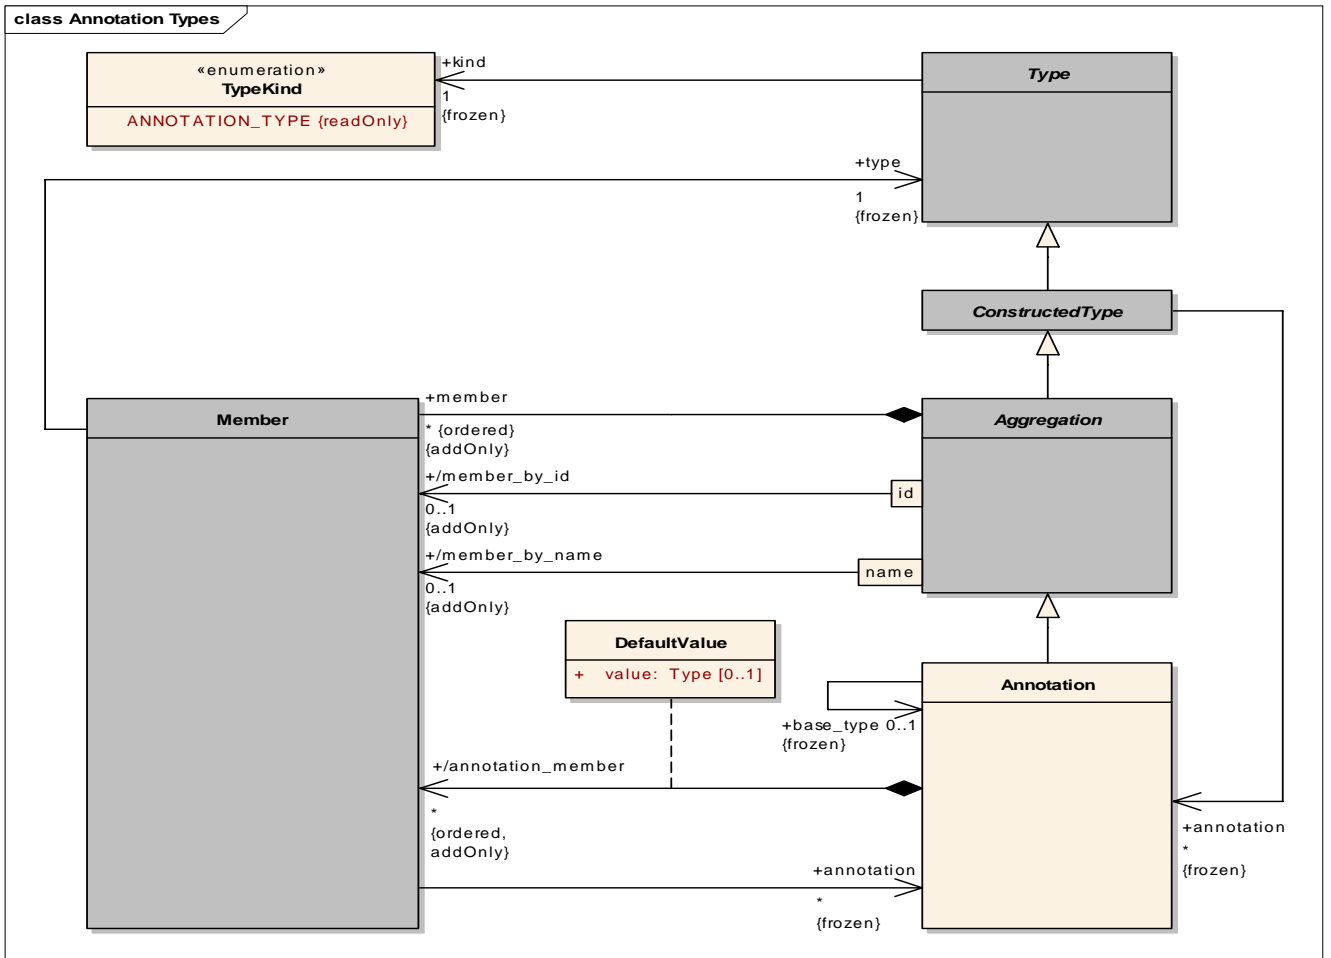 class Annotation Types
«enumeration»
TypeKind
ANNOTATION_TYPE {readOnly}
+kind
1
{frozen}
Type
+type
1
{frozen}
ConstructedType
Member
+member
* {ordered}
{addOnly}
Aggregation
+/member_by_id
0..1
{addOnly}
id
+/member_by_name
0..1
{addOnly}
name
DefaultValue
+ value: Type [0..1]
Annotation
+base_type 0..1
{frozen}
+/annotation_member
*
{ordered,
addOnly}
+annotation
*
{frozen}
+annotation
*
{frozen}